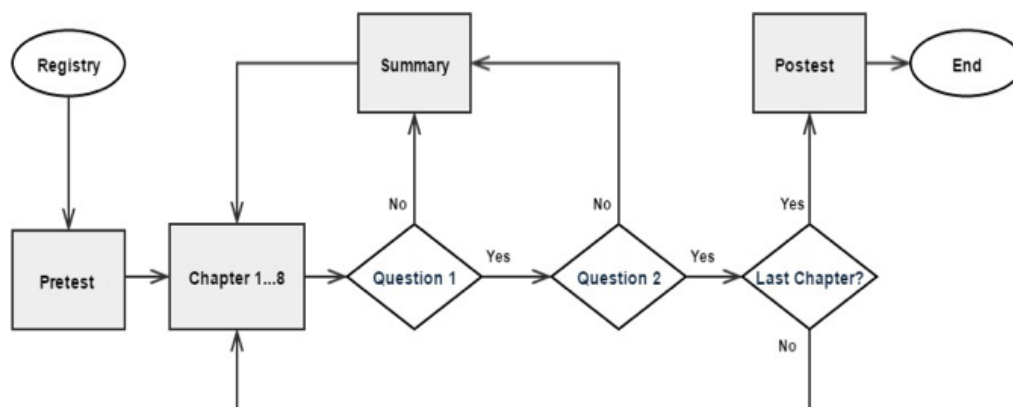 Registry
Summary
Postest
End
No
No
Yes
Pretest
Chapter 1...8
Question 1
Yes
Question 2
Yes
Last Chapter?
No